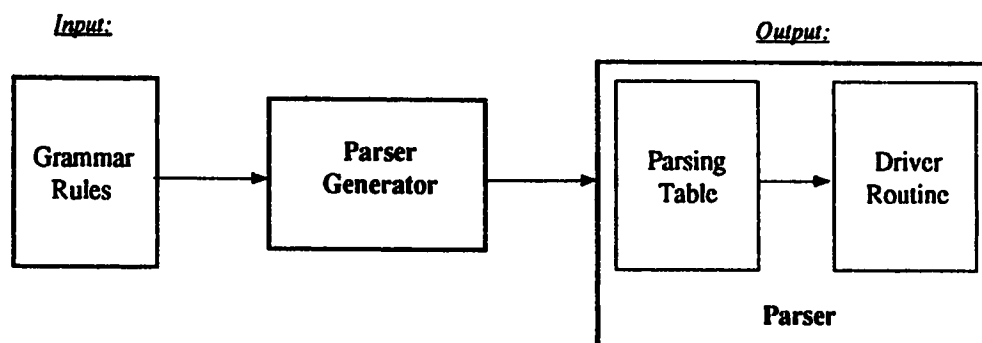 Input:
Output:
Grammar
Rules
Parser
Generator
Parsing
Table
Driver
Routine
Parser